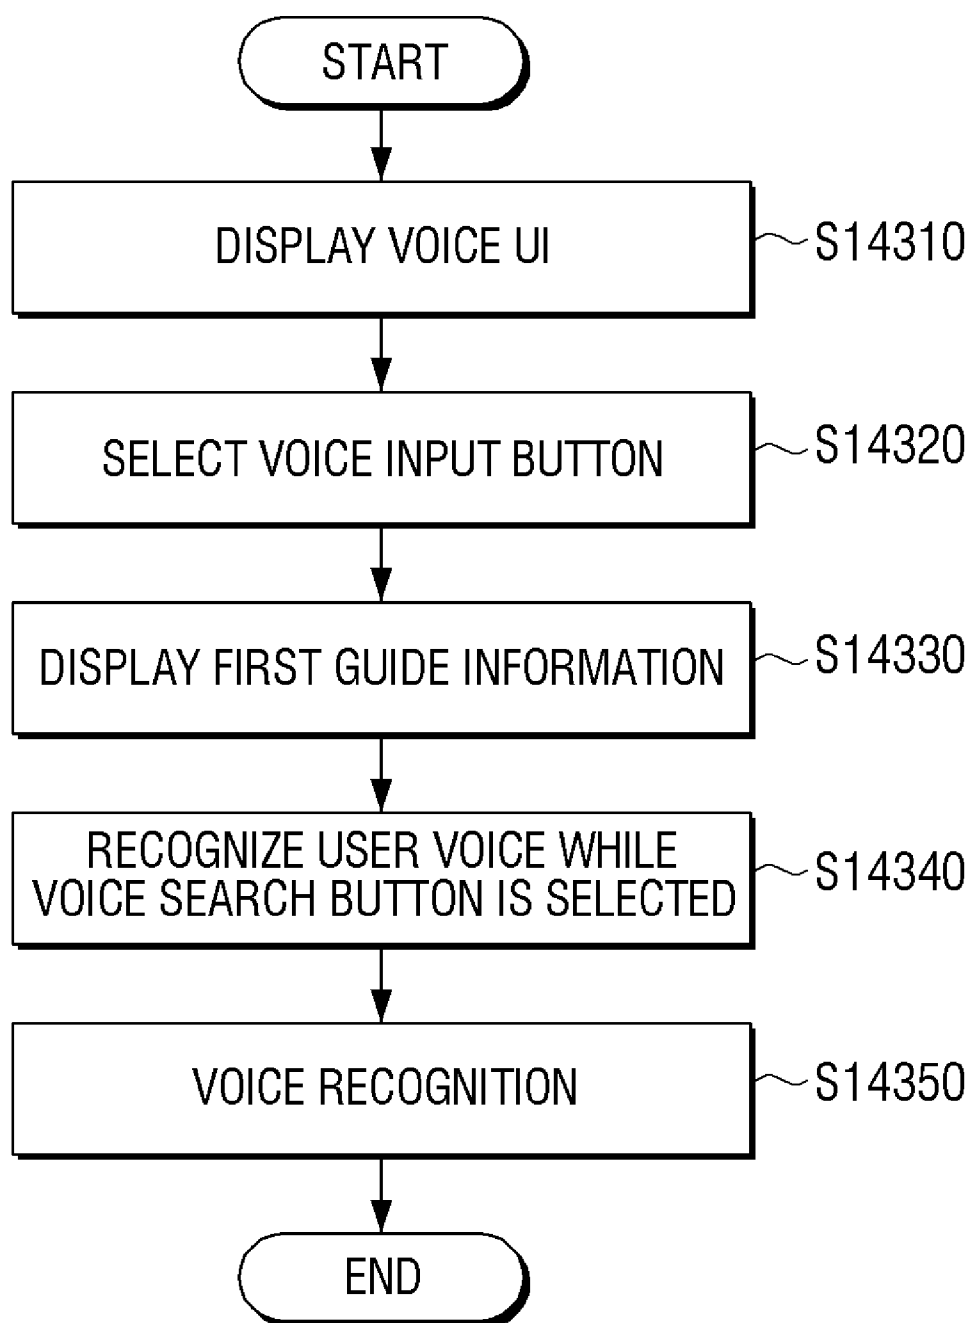 START
DISPLAY VOICE UI
S14310
SELECT VOICE INPUT BUTTON
S14320
DISPLAY FIRST GUIDE INFORMATION
S14330
RECOGNIZE USER VOICE WHILE
VOICE SEARCH BUTTON IS SELECTED
S14340
VOICE RECOGNITION
S14350
END